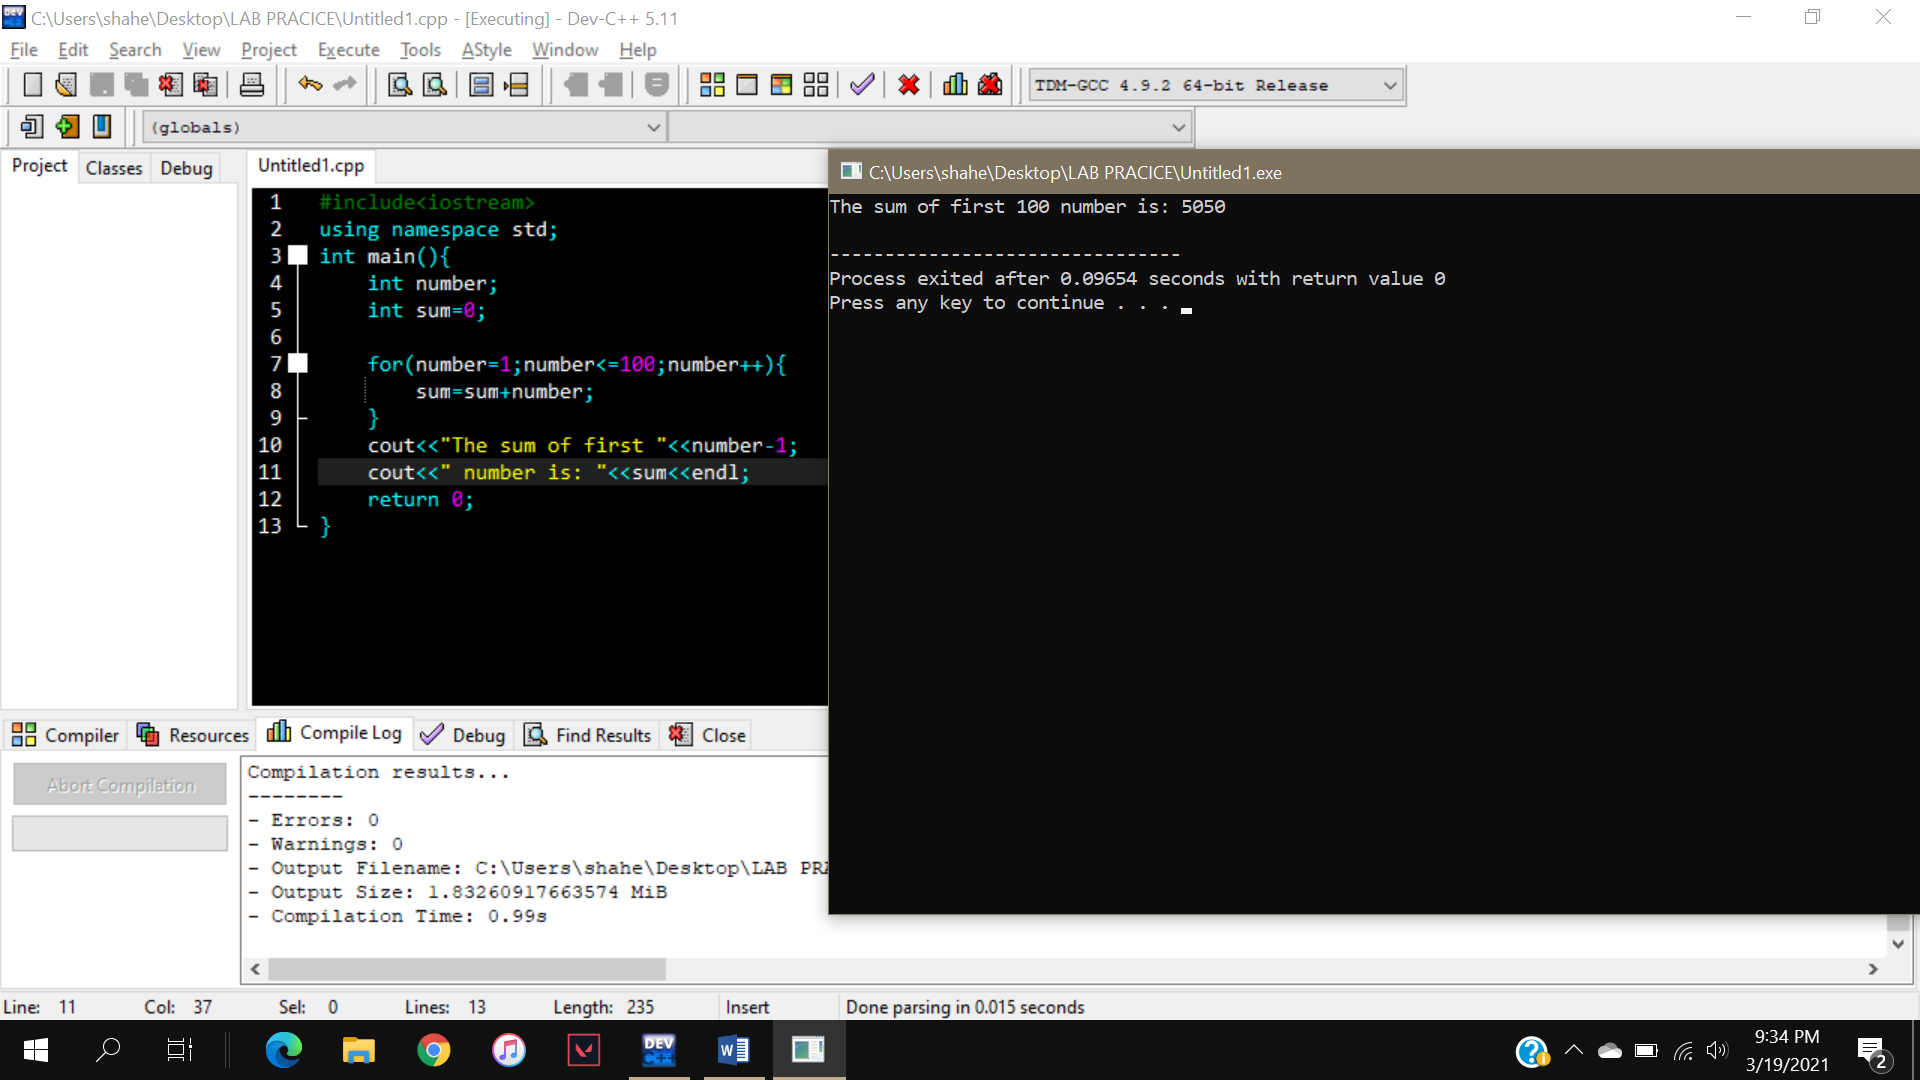 C:\Users\shahe\Desktop\LAB PRACICE\Untitled1.cpp - [Executing] - Dev-C++ 5.11
File Edit Search View Project Execute Tools AStyle Window Help
TDM-GCC 4.9.2 64-bit Release
(globals)
Project Classes Debug
Untitled1.cpp
1 #include<iostream>
2 using namespace std;
3 int main(){
4 int number;
5 int sum=0;
6
7 for(number=1;number<=100;number++){
8 sum=sum+number;
9 }
10 cout<<"The sum of first "<<number-1;
11 cout<<" number is: "<<sum<<endl;
12 return 0;
13 }
C:\Users\shahe\Desktop\LAB PRACICE\Untitled1.exe
The sum of first 100 number is: 5050
--------------------------------
Process exited after 0.09654 seconds with return value 0
Press any key to continue . . .
Compiler Resources Compile Log Debug Find Results Close
Abort Compilation
Compilation results...
--------
- Errors: 0
- Warnings: 0
- Output Filename: C:\Users\shahe\Desktop\LAB PRA
- Output Size: 1.83260917663574 MiB
- Compilation Time: 0.99s
Line: 11 Col: 37 Sel: 0 Lines: 13 Length: 235 Insert Done parsing in 0.015 seconds
DEV C++
9:34 PM
3/19/2021
2